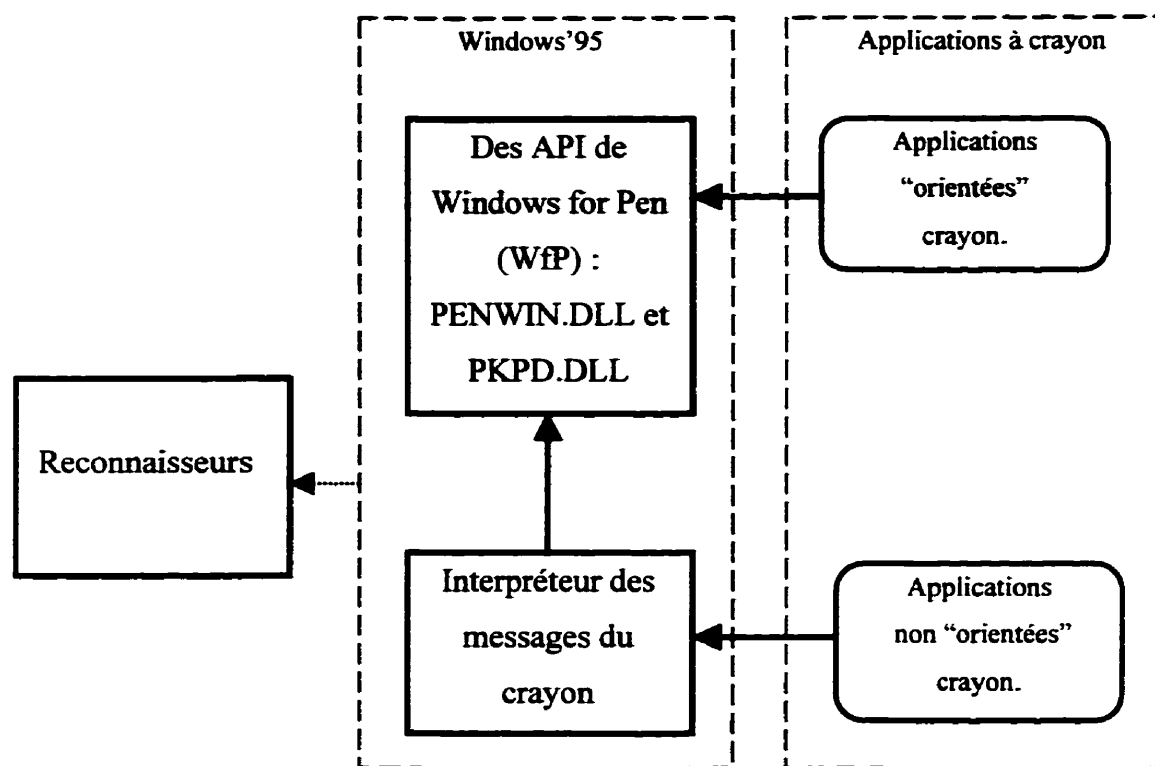 Windows'95
Applications à crayon
Des API de
Windows for Pen
(WfP) :
PENWIN.DLL et
PKPD.DLL
Applications
“orientées”
crayon.
Reconnaisseurs
Interpréteur des
messages du
crayon
Applications
non “orientées”
crayon.